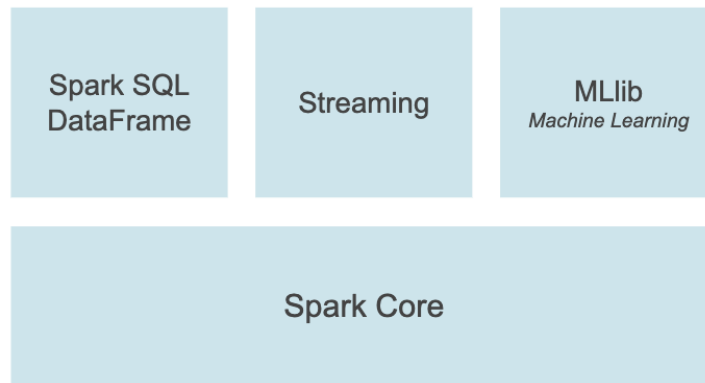 Spark SQL
DataFrame
Streaming
MLlib
Machine Learning
Spark Core